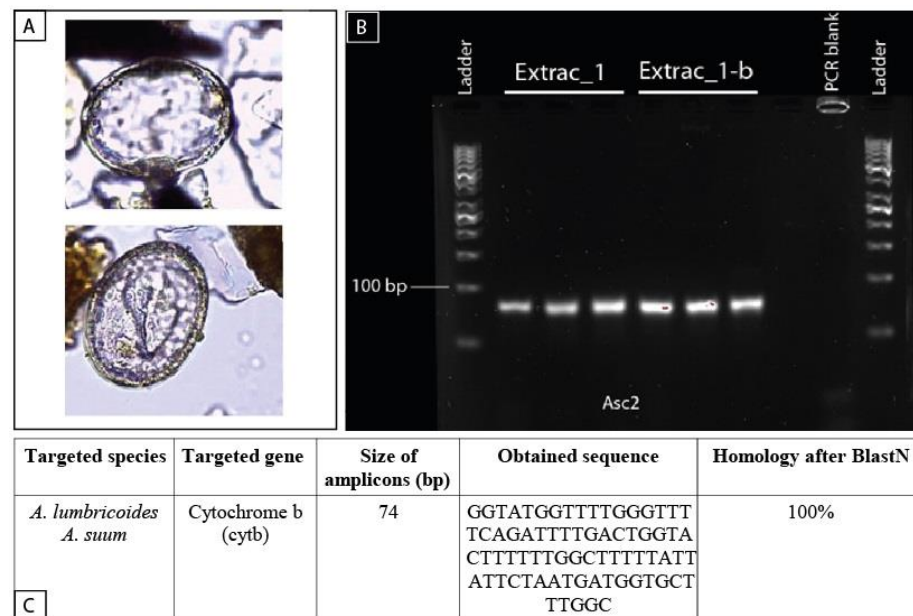 A
B
Ladder
Extrac_1
Extrac_1-b
PCR blank
Ladder
100 bp
Asc2
Targeted species
Targeted gene
Size of
amplicons (bp)
Obtained sequence
Homology after BlastN
A. lumbricoides
A. suum
Cytochrome b
(cytb)
74
GGTATGGTTTTGGGTTT
TCAGATTTTGACTGGTA
CTTTTTTGGCTTTTTATT
ATTCTAATGATGGTGCT
TTGGC
100%
C